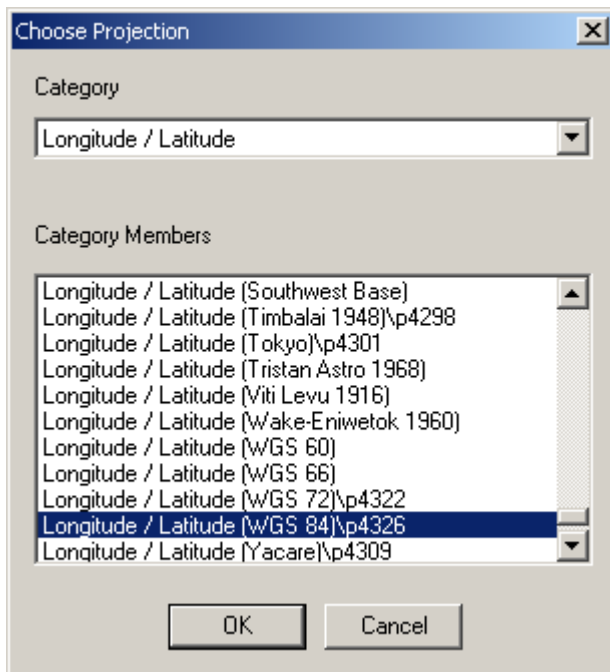 Choose Projection
Category
Longitude / Latitude
Category Members
Longitude / Latitude (Southwest Base)
Longitude / Latitude (Timbalai 1948)\p4298
Longitude / Latitude (Tokyo)\p4301
Longitude / Latitude (Tristan Astro 1968)
Longitude / Latitude (Viti Levu 1916)
Longitude / Latitude (Wake-Eniwetok 1960)
Longitude / Latitude (WGS 60)
Longitude / Latitude (WGS 66)
Longitude / Latitude (WGS 72)\p4322
Longitude / Latitude (WGS 84)\p4326
Longitude / Latitude (Yacare)\p4309
OK Cancel